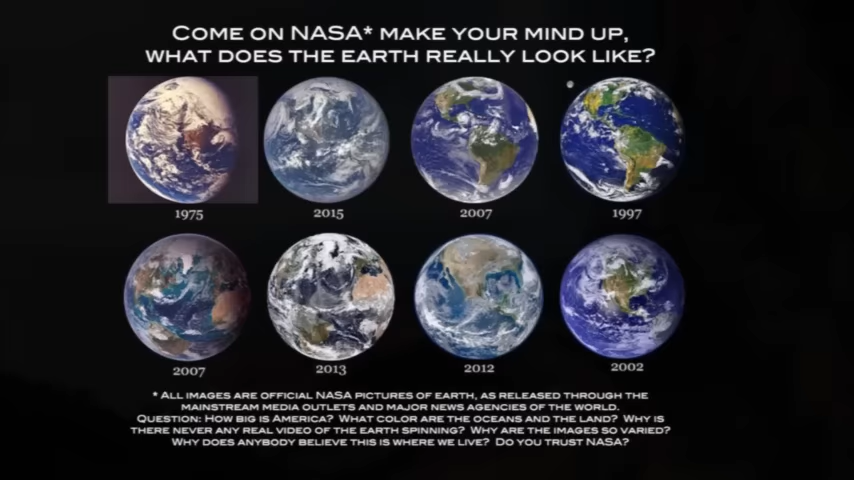 COME ON NASA* MAKE YOUR MIND UP,
WHAT DOES THE EARTH REALLY LOOK LIKE?
1975 2015 2007 1997
2007 2013 2012 2002
* ALL IMAGES ARE OFFICIAL NASA PICTURES OF EARTH, AS RELEASED THROUGH THE
MAINSTREAM MEDIA OUTLETS AND MAJOR NEWS AGENCIES OF THE WORLD.
QUESTION: HOW BIG IS AMERICA? WHAT COLOR ARE THE OCEANS AND THE LAND? WHY IS
THERE NEVER ANY REAL VIDEO OF THE EARTH SPINNING? WHY ARE THE IMAGES SO VARIED?
WHY DOES ANYBODY BELIEVE THIS IS WHERE WE LIVE? DO YOU TRUST NASA?